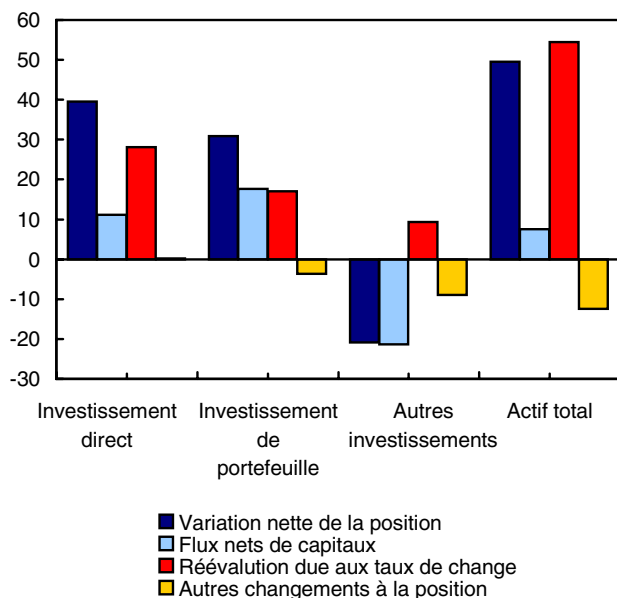 60
50
40
30
20
10
0
-10
-20
-30
Investissement direct
Investissement de portefeuille
Autres investissements
Actif total
Variation nette de la position
Flux nets de capitaux
Réévalution due aux taux de change
Autres changements à la position